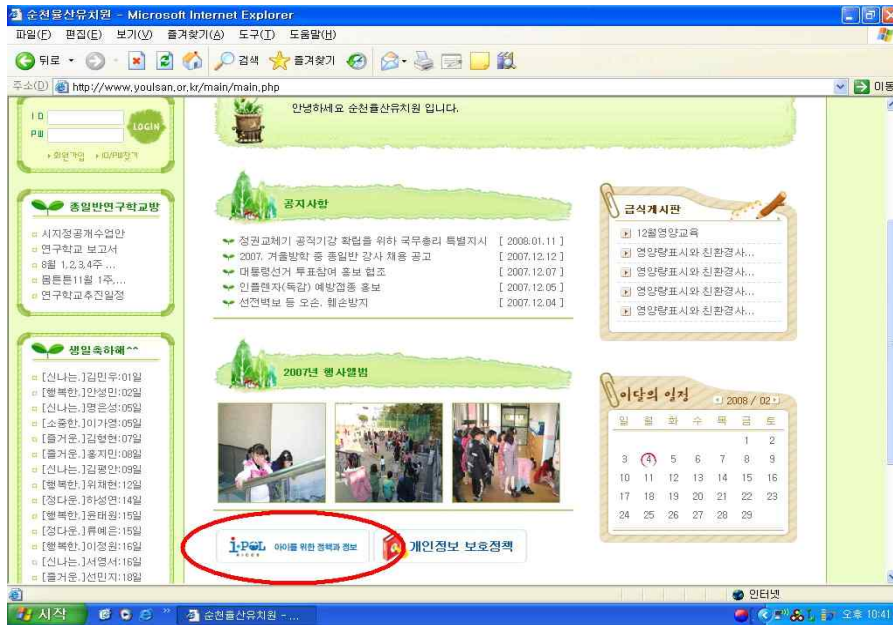 순천율산유치원 - Microsoft Internet Explorer
파일(F) 편집(E) 보기(V) 즐겨찾기(A) 도구(T) 도움말(H)
뒤로 검색 즐겨찾기
주소(D) http://www.youlsan.or.kr/main/main.php 이동
안녕하세요 순천율산유치원 입니다.
ID
PW
LOGIN
회원가입 ID/PW찾기
종일반연구학교방
시지정공개수업안
연구학교 보고서
8월 1,2,3,4주 ...
몸튼튼11월 1주,...
연구학교추진일정
생일축하해^^
[신나는.]김민우:01일
[행복한.]안성민:02일
[신나는.]명은성:05일
[소중한.]이가영:05일
[즐거운.]김형현:07일
[즐거운.]홍지민:08일
[신나는.]김평안:09일
[행복한.]위채현:12일
[정다운.]하성연:14일
[행복한.]윤태원:15일
[정다운.]류예은:15일
[행복한.]이정원:16일
[신나는.]서영서:16일
[즐거운.]선민지:18일
공지사항
정권교체기 공직기강 확립을 위하 국무총리 특별지시 [ 2008.01.11 ]
2007. 겨울방학 중 종일반 강사 채용 공고 [ 2007.12.12 ]
대통령선거 투표참여 홍보 협조 [ 2007.12.07 ]
인플렌자(독감) 예방접종 홍보 [ 2007.12.05 ]
선전벽보 등 오손, 훼손방지 [ 2007.12.04 ]
2007년 행사앨범
i-POL 아이를 위한 정책과 정보
개인정보 보호정책
급식게시판
12월영양교육
영양량표시와 친환경사...
영양량표시와 친환경사...
영양량표시와 친환경사...
영양량표시와 친환경사...
이달의 일정 2008 / 02
일 월 화 수 목 금 토
1 2
3 4 5 6 7 8 9
10 11 12 13 14 15 16
17 18 19 20 21 22 23
24 25 26 27 28 29
인터넷
시작 순천율산유치원 - ... 오후 10:41